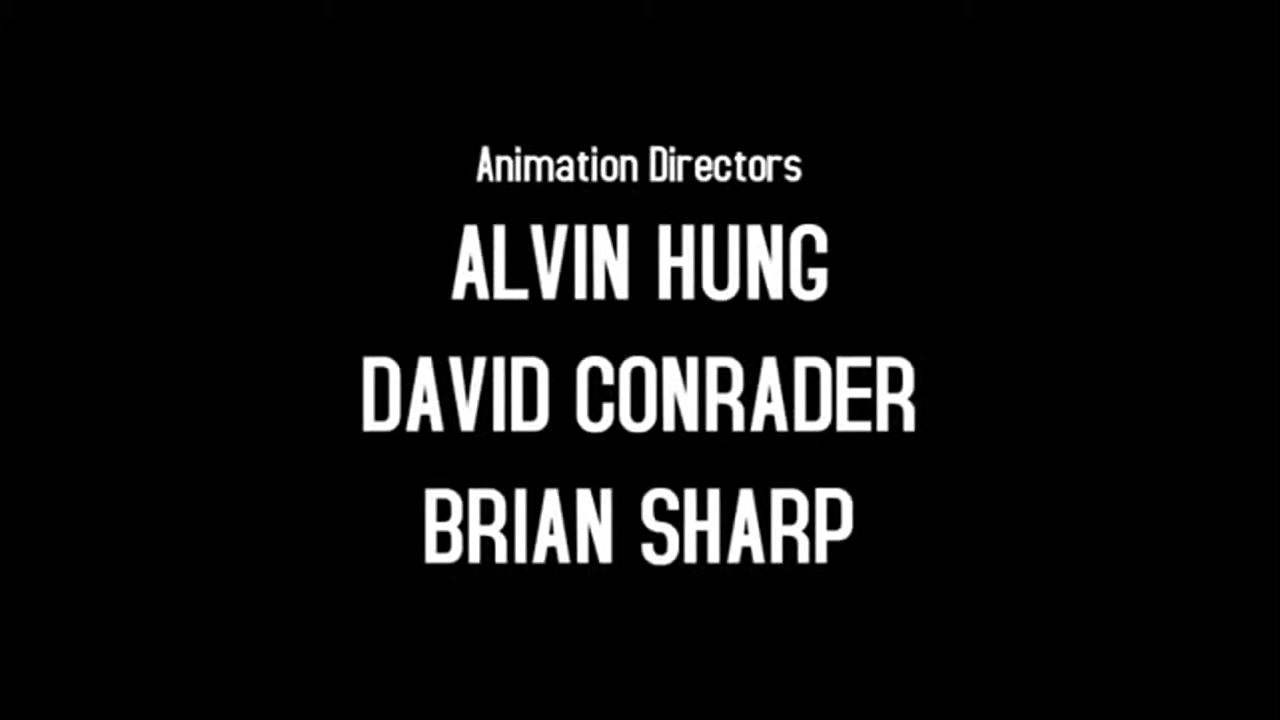 Animation Directors
ALVIN HUNG
DAVID CONRADER
BRIAN SHARP